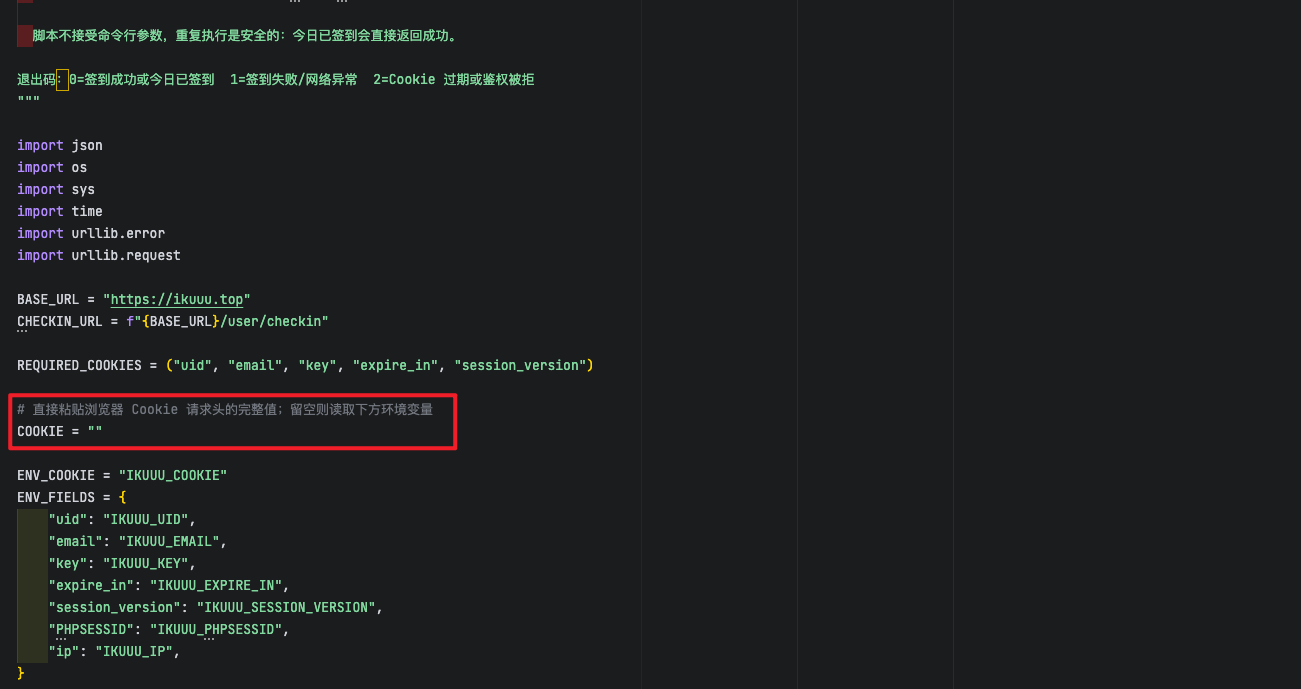 脚本不接受命令行参数，重复执行是安全的：今日已签到会直接返回成功。
退出码：0=签到成功或今日已签到  1=签到失败/网络异常  2=Cookie 过期或鉴权被拒
"""
import json
import os
import sys
import time
import urllib.error
import urllib.request
BASE_URL = "https://ikuuu.top"
CHECKIN_URL = f"{BASE_URL}/user/checkin"
REQUIRED_COOKIES = ("uid", "email", "key", "expire_in", "session_version")
# 直接粘贴浏览器 Cookie 请求头的完整值；留空则读取下方环境变量
COOKIE = ""
ENV_COOKIE = "IKUUU_COOKIE"
ENV_FIELDS = {
    "uid": "IKUUU_UID",
    "email": "IKUUU_EMAIL",
    "key": "IKUUU_KEY",
    "expire_in": "IKUUU_EXPIRE_IN",
    "session_version": "IKUUU_SESSION_VERSION",
    "PHPSESSID": "IKUUU_PHPSESSID",
    "ip": "IKUUU_IP",
}